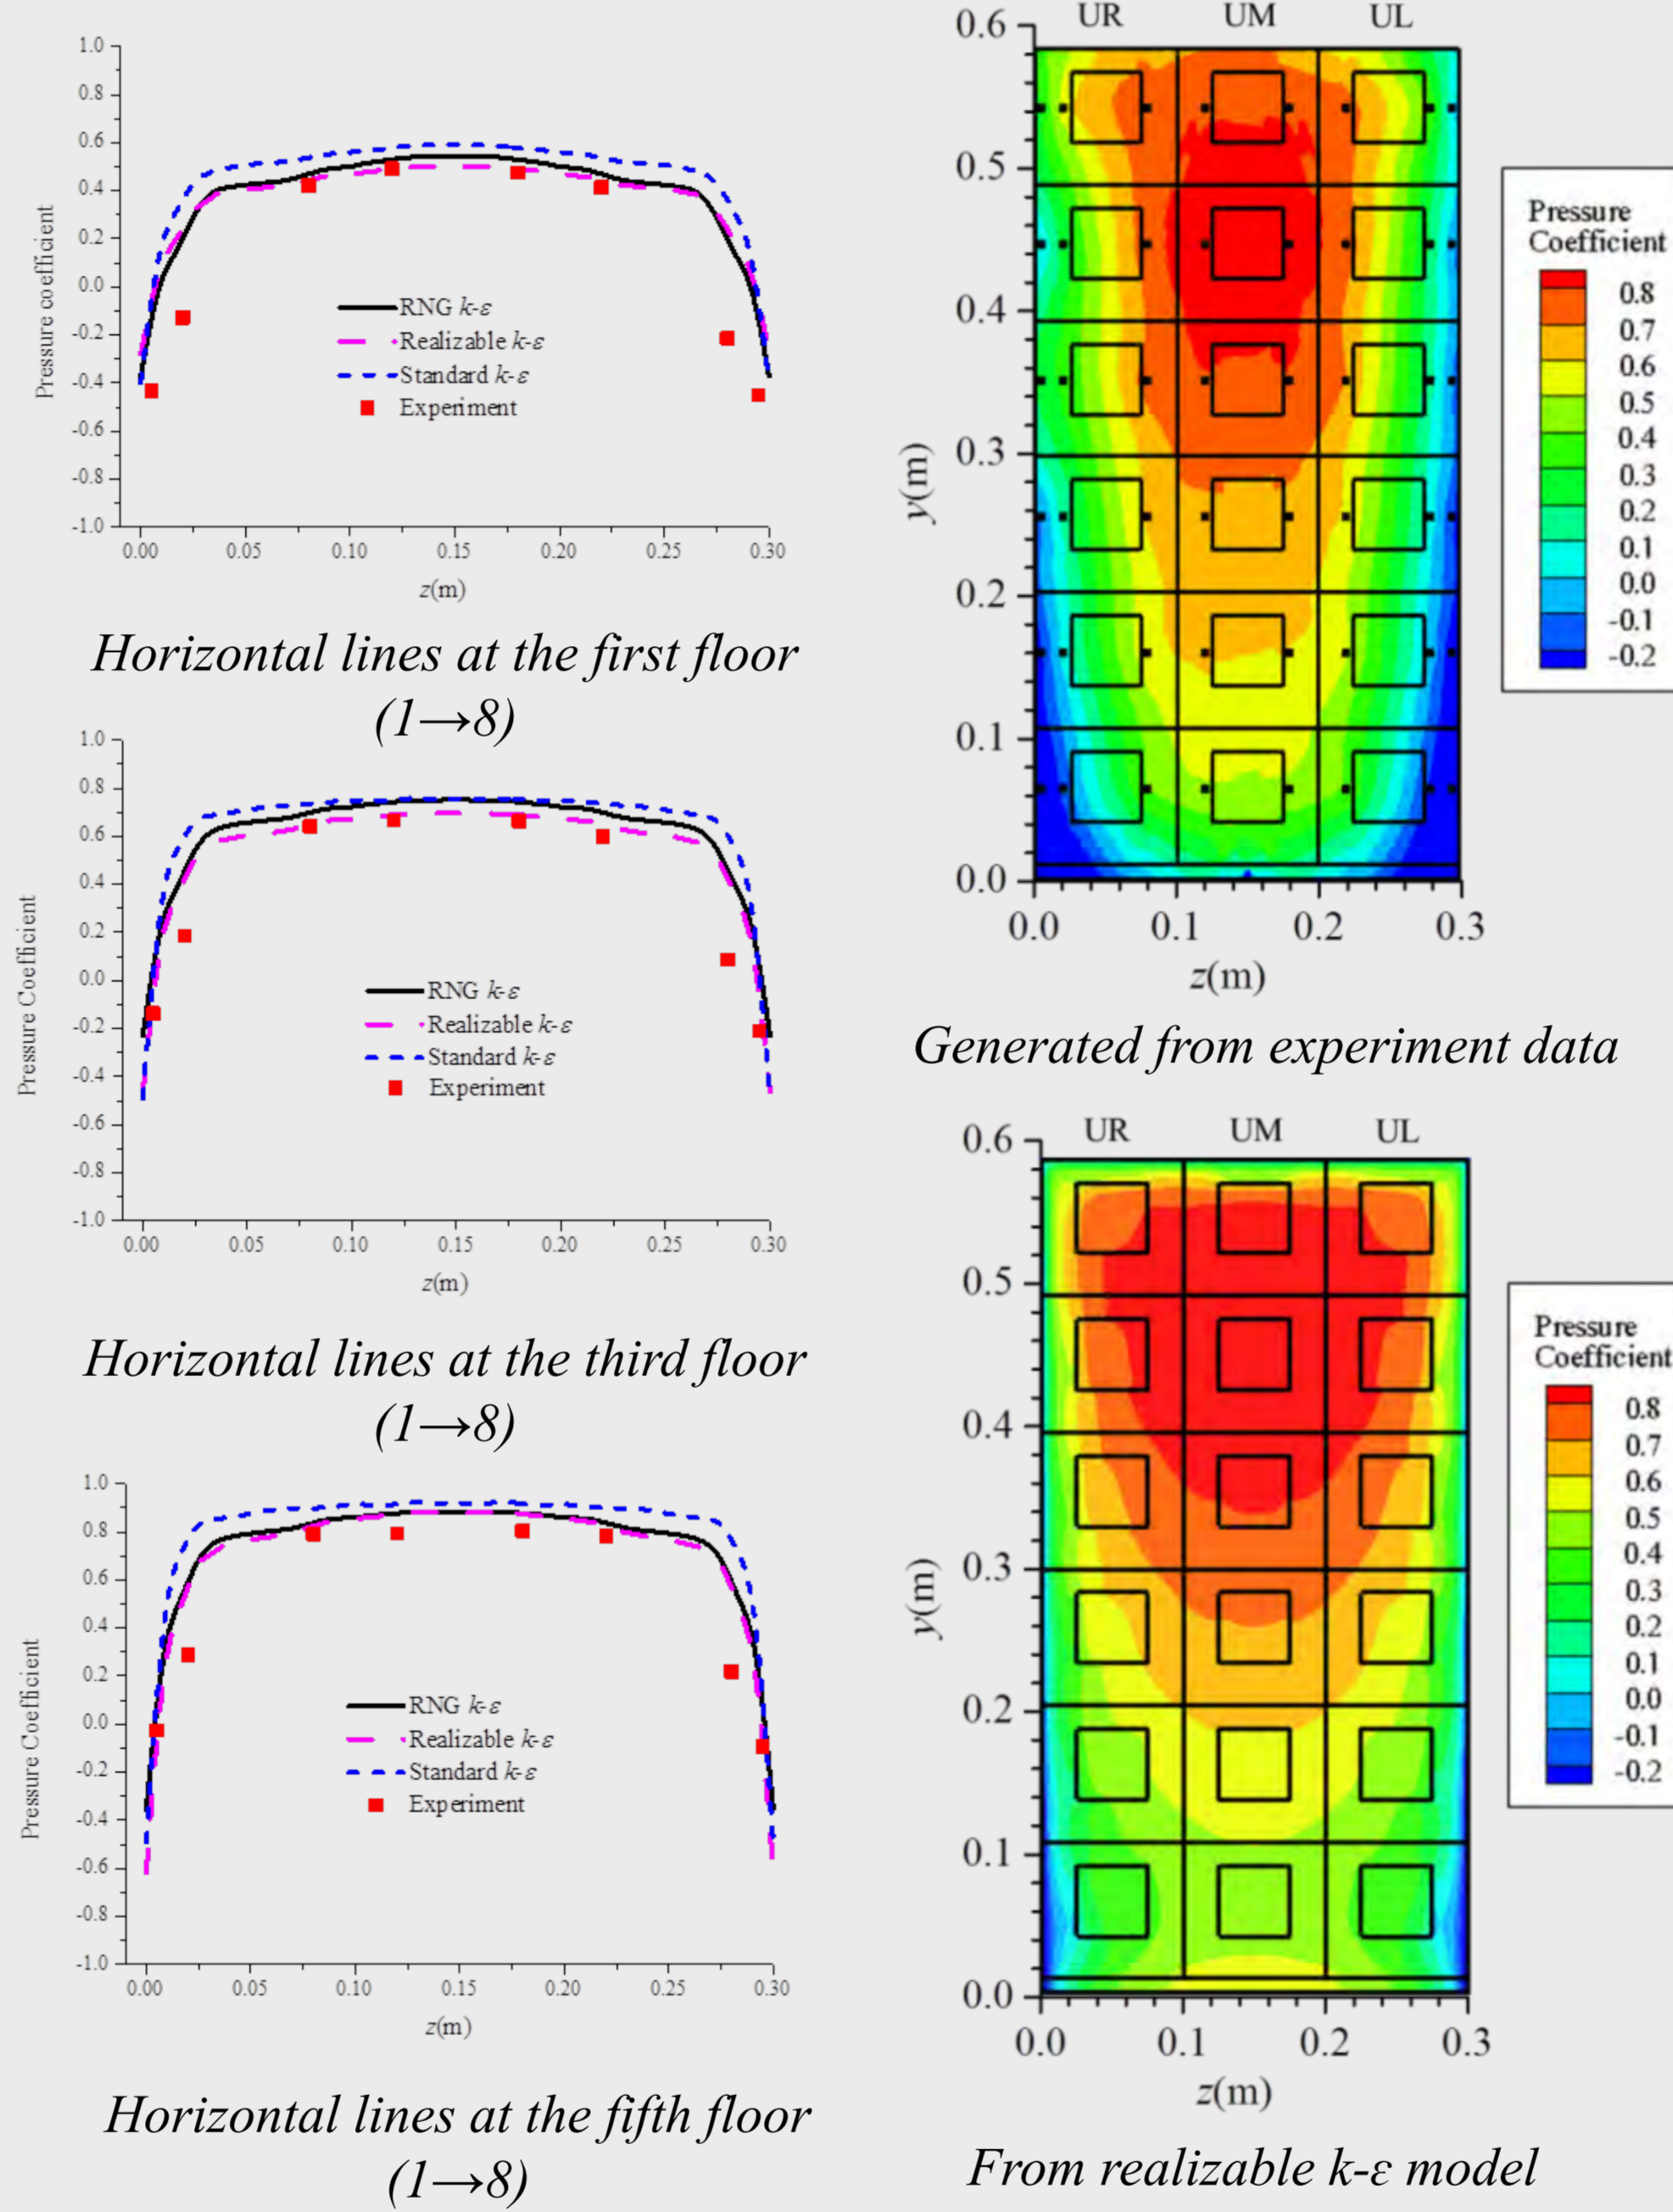 1.0
0.8
0.6
0.4
0.2
0.0
-0.2
-0.4
-0.6
-0.8
-1.0
Pressure coefficient
RNG k-ε
Realizable k-ε
Standard k-ε
Experiment
0.00 0.05 0.10 0.15 0.20 0.25 0.30
z(m)
Horizontal lines at the first floor
(1→8)
1.0
0.8
0.6
0.4
0.2
0.0
-0.2
-0.4
-0.6
-0.8
-1.0
Pressure Coefficient
RNG k-ε
Realizable k-ε
Standard k-ε
Experiment
0.00 0.05 0.10 0.15 0.20 0.25 0.30
z(m)
Horizontal lines at the third floor
(1→8)
1.0
0.8
0.6
0.4
0.2
0.0
-0.2
-0.4
-0.6
-0.8
-1.0
Pressure Coefficient
RNG k-ε
Realizable k-ε
Standard k-ε
Experiment
0.00 0.05 0.10 0.15 0.20 0.25 0.30
z(m)
Horizontal lines at the fifth floor
(1→8)
UR UM UL
0.6
0.5
0.4
0.3
0.2
0.1
0.0
y(m)
0.0 0.1 0.2 0.3
z(m)
Pressure
Coefficient
0.8
0.7
0.6
0.5
0.4
0.3
0.2
0.1
0.0
-0.1
-0.2
Generated from experiment data
UR UM UL
0.6
0.5
0.4
0.3
0.2
0.1
0.0
y(m)
0.0 0.1 0.2 0.3
z(m)
Pressure
Coefficient
0.8
0.7
0.6
0.5
0.4
0.3
0.2
0.1
0.0
-0.1
-0.2
From realizable k-ε model